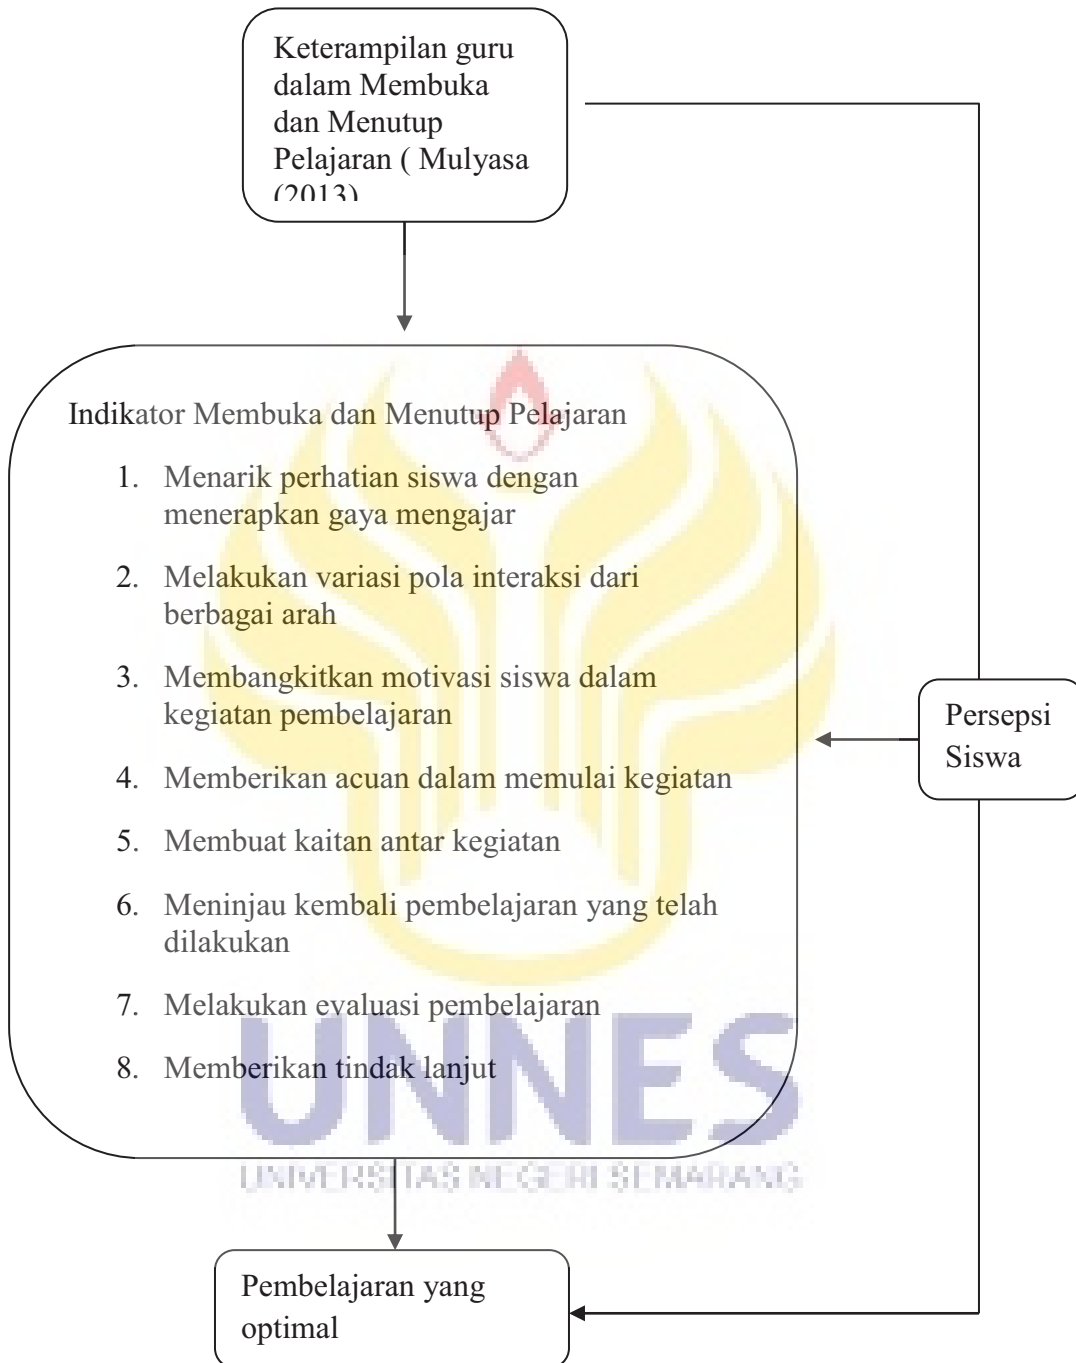 Keterampilan guru
dalam Membuka
dan Menutup
Pelajaran ( Mulyasa
(2013)
Indikator Membuka dan Menutup Pelajaran
1. Menarik perhatian siswa dengan
menerapkan gaya mengajar
2. Melakukan variasi pola interaksi dari
berbagai arah
3. Membangkitkan motivasi siswa dalam
kegiatan pembelajaran
4. Memberikan acuan dalam memulai kegiatan
5. Membuat kaitan antar kegiatan
6. Meninjau kembali pembelajaran yang telah
dilakukan
7. Melakukan evaluasi pembelajaran
8. Memberikan tindak lanjut
Persepsi
Siswa
UNNES
UNIVERSITAS NEGERI SEMARANG
Pembelajaran yang
optimal